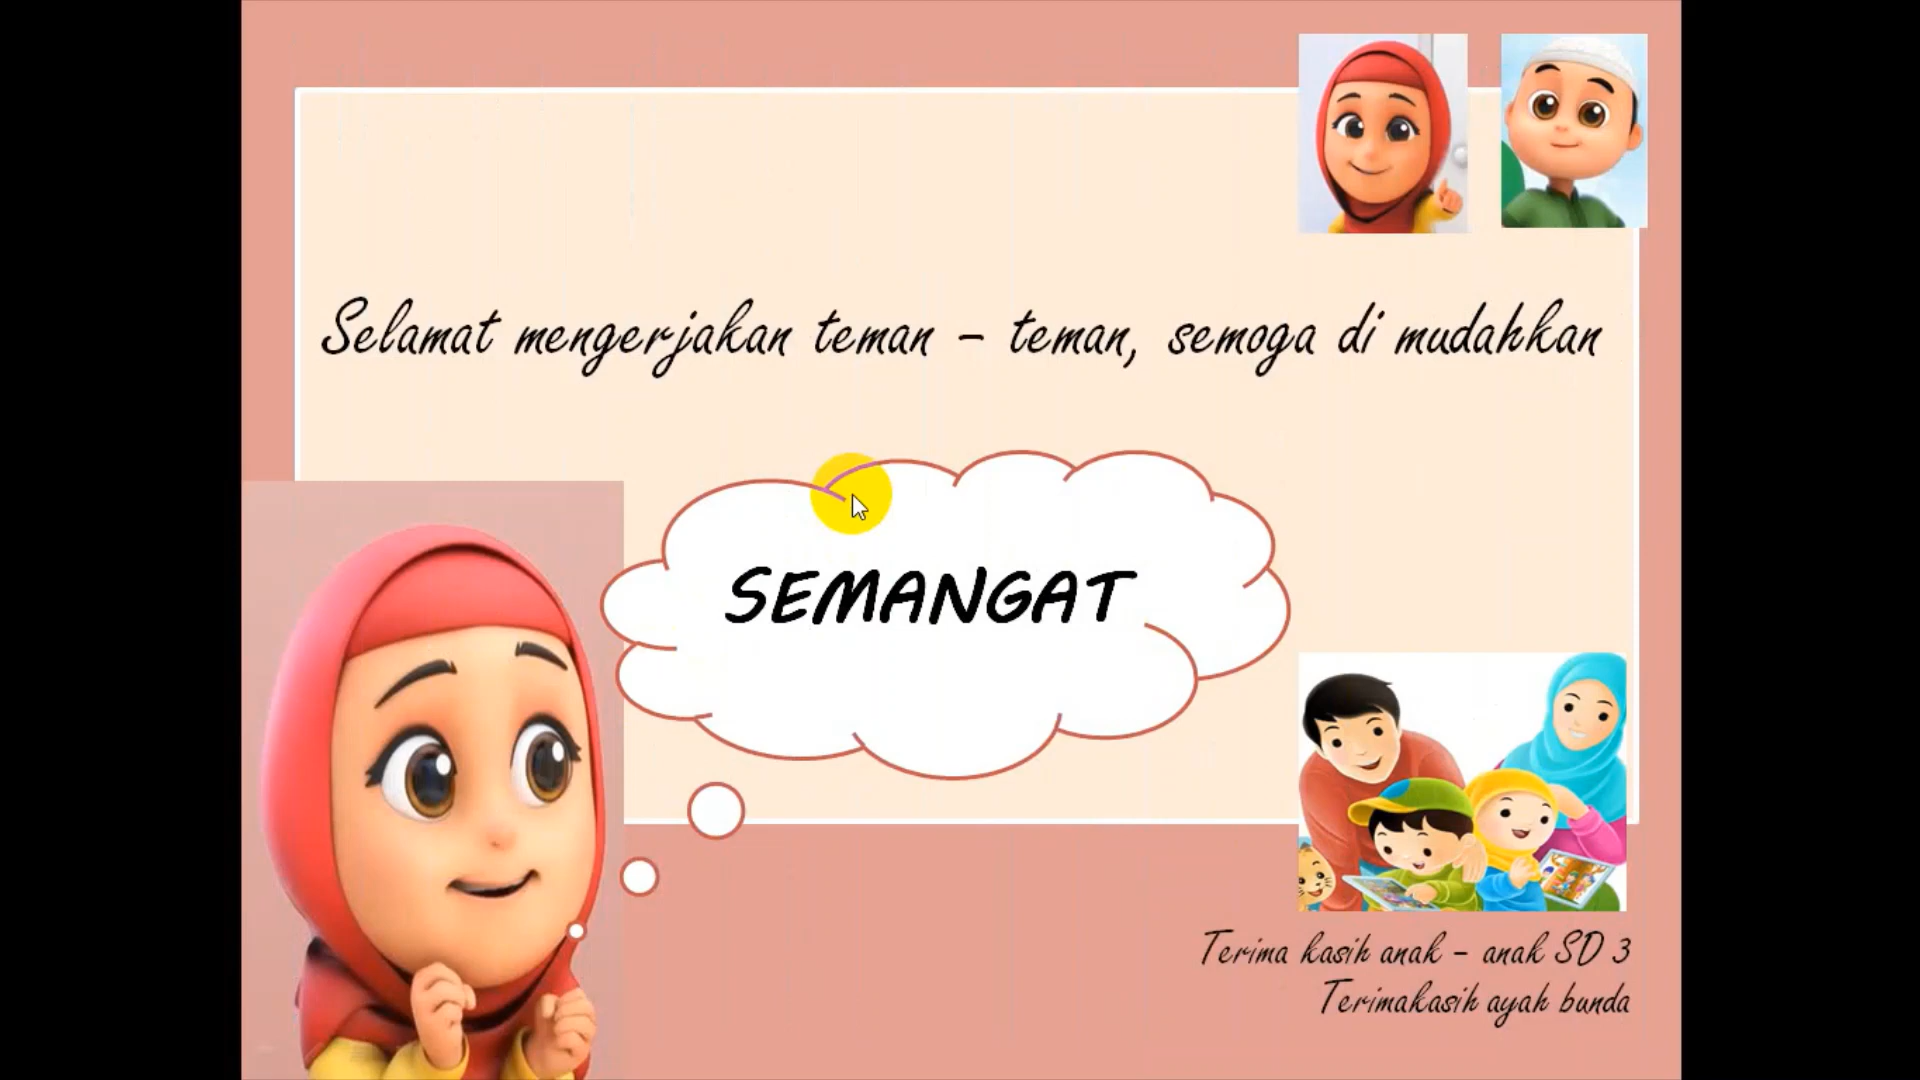 Selamat mengerjakan teman – teman, semoga di mudahkan
SEMANGAT
Terima kasih anak – anak SD 3
Terimakasih ayah bunda